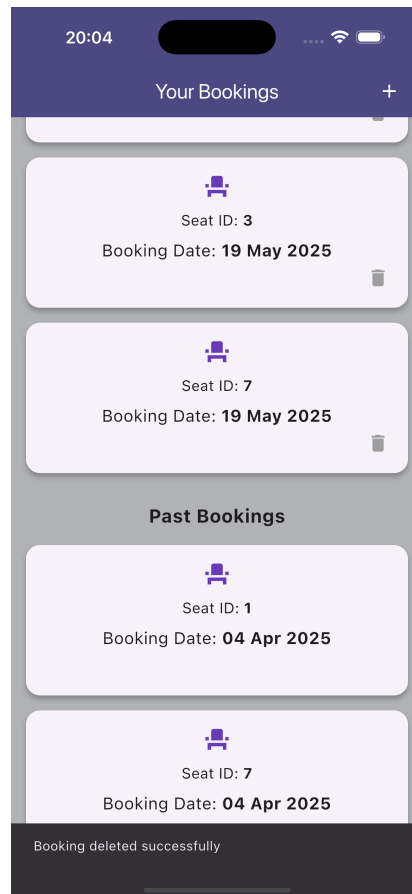 20:04
Your Bookings
+
Seat ID: 3
Booking Date: 19 May 2025
Seat ID: 7
Booking Date: 19 May 2025
Past Bookings
Seat ID: 1
Booking Date: 04 Apr 2025
Seat ID: 7
Booking Date: 04 Apr 2025
Booking deleted successfully